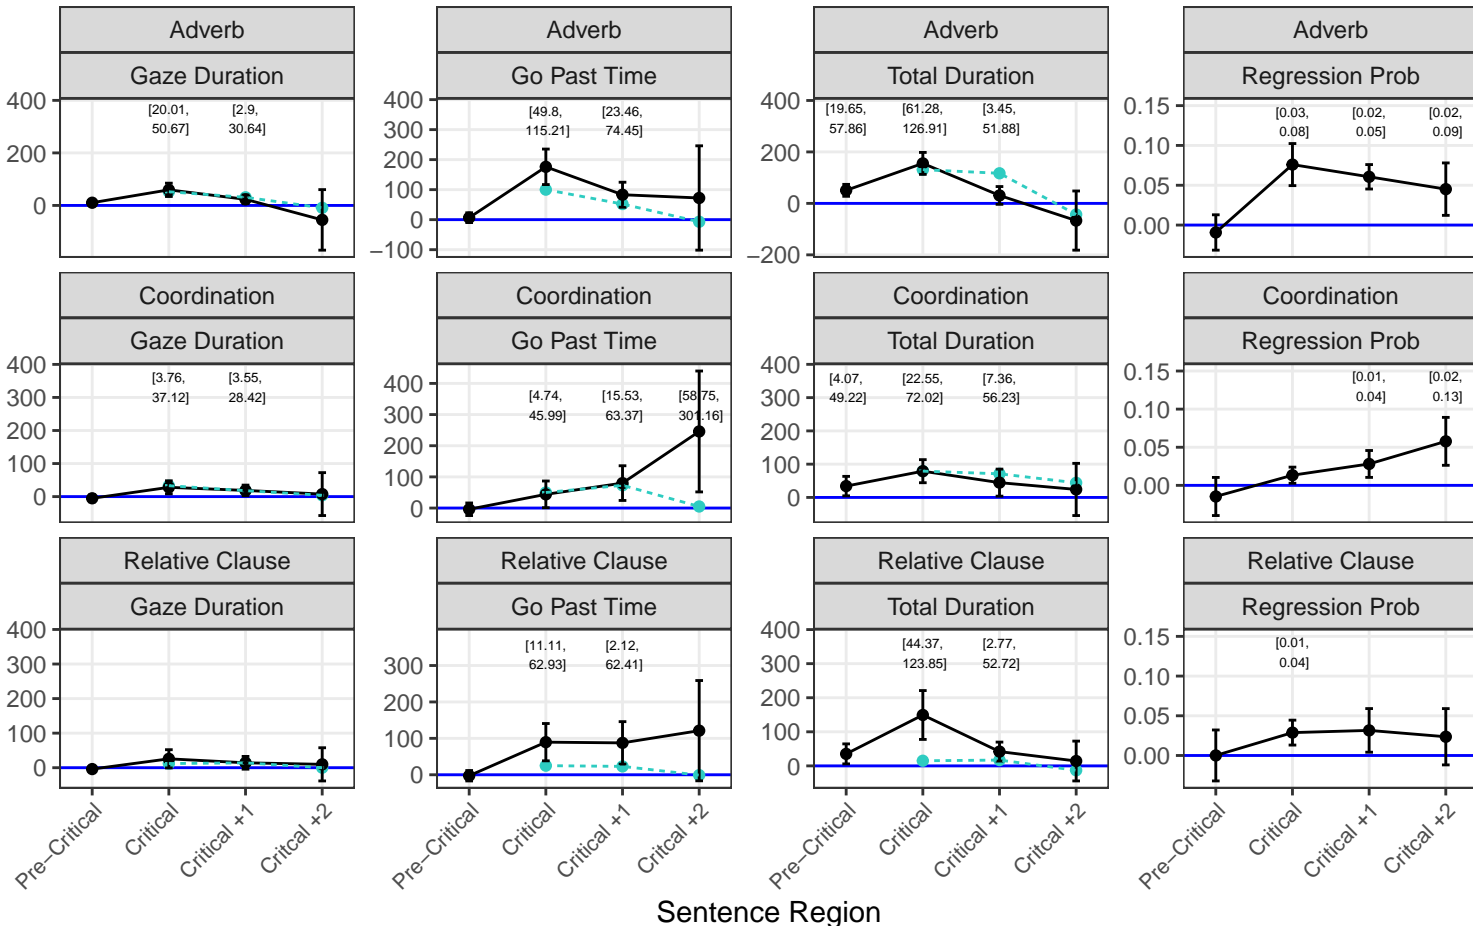 Adverb Adverb Adverb Adverb
Gaze Duration Go Past Time Total Duration Regression Prob
400 200 0
[20.01, 50.67] [2.9, 30.64]
400 300 200 100 0 −100
[49.8, 115.21] [23.46, 74.45]
400 200 0 −200
[19.65, 57.86] [61.28, 126.91] [3.45, 51.88]
0.15 0.10 0.05 0.00
[0.03, 0.08] [0.02, 0.05] [0.02, 0.09]
Coordination Coordination Coordination Coordination
Gaze Duration Go Past Time Total Duration Regression Prob
400 300 200 100 0
[3.76, 37.12] [3.55, 28.42]
400 300 200 100 0
[4.74, 45.99] [15.53, 63.37] [58.75, 301.16]
400 300 200 100 0
[4.07, 49.22] [22.55, 72.02] [7.36, 56.23]
0.15 0.10 0.05 0.00
[0.01, 0.04] [0.02, 0.13]
Relative Clause Relative Clause Relative Clause Relative Clause
Gaze Duration Go Past Time Total Duration Regression Prob
400 300 200 100 0
300 200 100 0
[11.11, 62.93] [2.12, 62.41]
400 300 200 100 0
[44.37, 123.85] [2.77, 52.72]
0.15 0.10 0.05 0.00
[0.01, 0.04]
Pre−Critical Critical Critical +1 Critcal +2
Pre−Critical Critical Critical +1 Critcal +2
Pre−Critical Critical Critical +1 Critcal +2
Pre−Critical Critical Critical +1 Critcal +2
Sentence Region